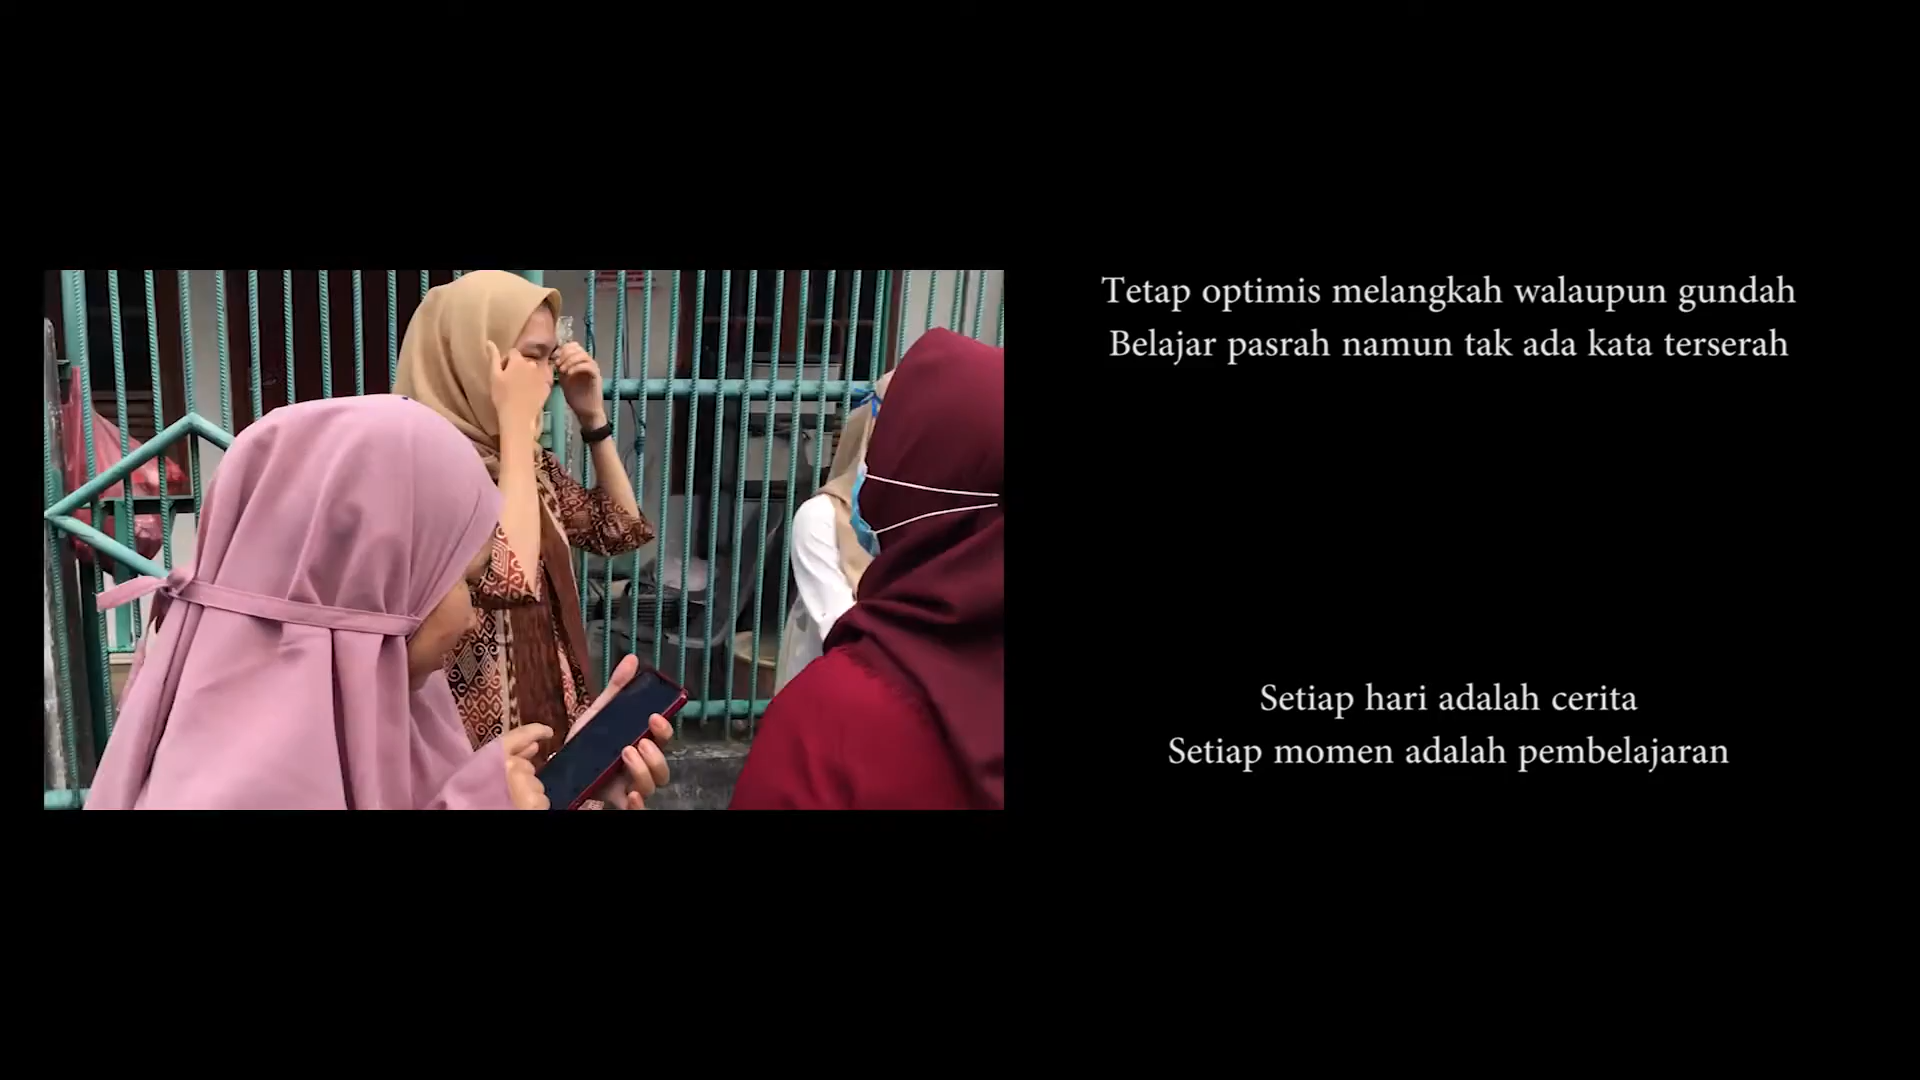 Tetap optimis melangkah walaupun gundah
Belajar pasrah namun tak ada kata terserah
Setiap hari adalah cerita
Setiap momen adalah pembelajaran